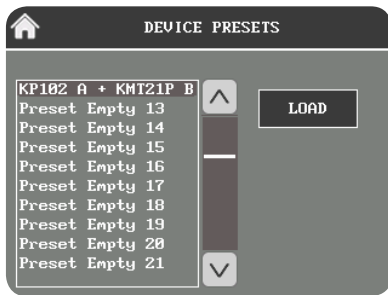 DEVICE PRESETS
KP102 A + KMT21P B
Preset Empty 13
Preset Empty 14
Preset Empty 15
Preset Empty 16
Preset Empty 17
Preset Empty 18
Preset Empty 19
Preset Empty 20
Preset Empty 21
LOAD